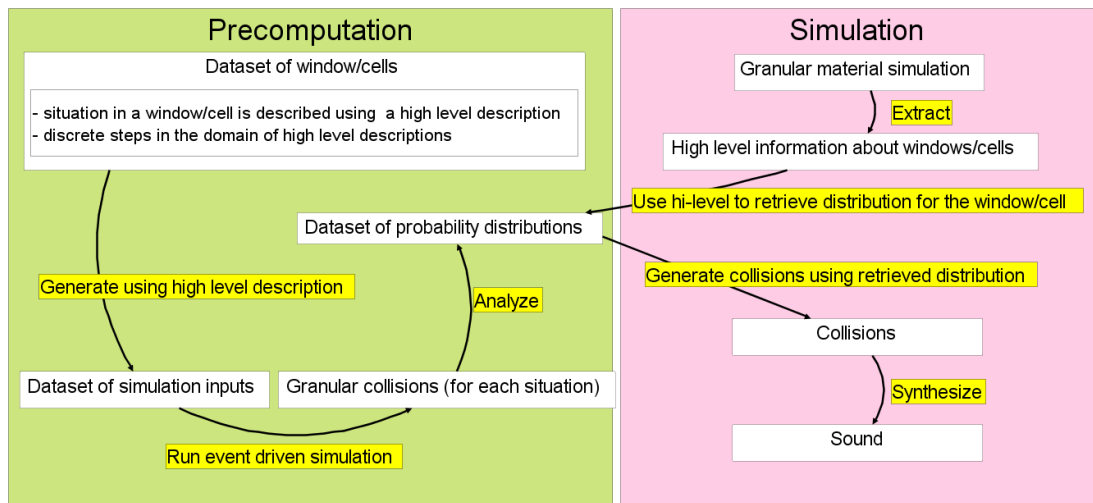 Precomputation
Dataset of window/cells
- situation in a window/cell is described using a high level description
- discrete steps in the domain of high level descriptions
Dataset of probability distributions
Generate using high level description
Analyze
Dataset of simulation inputs
Granular collisions (for each situation)
Run event driven simulation
Simulation
Granular material simulation
Extract
High level information about windows/cells
Use hi-level to retrieve distribution for the window/cell
Generate collisions using retrieved distribution
Collisions
Synthesize
Sound